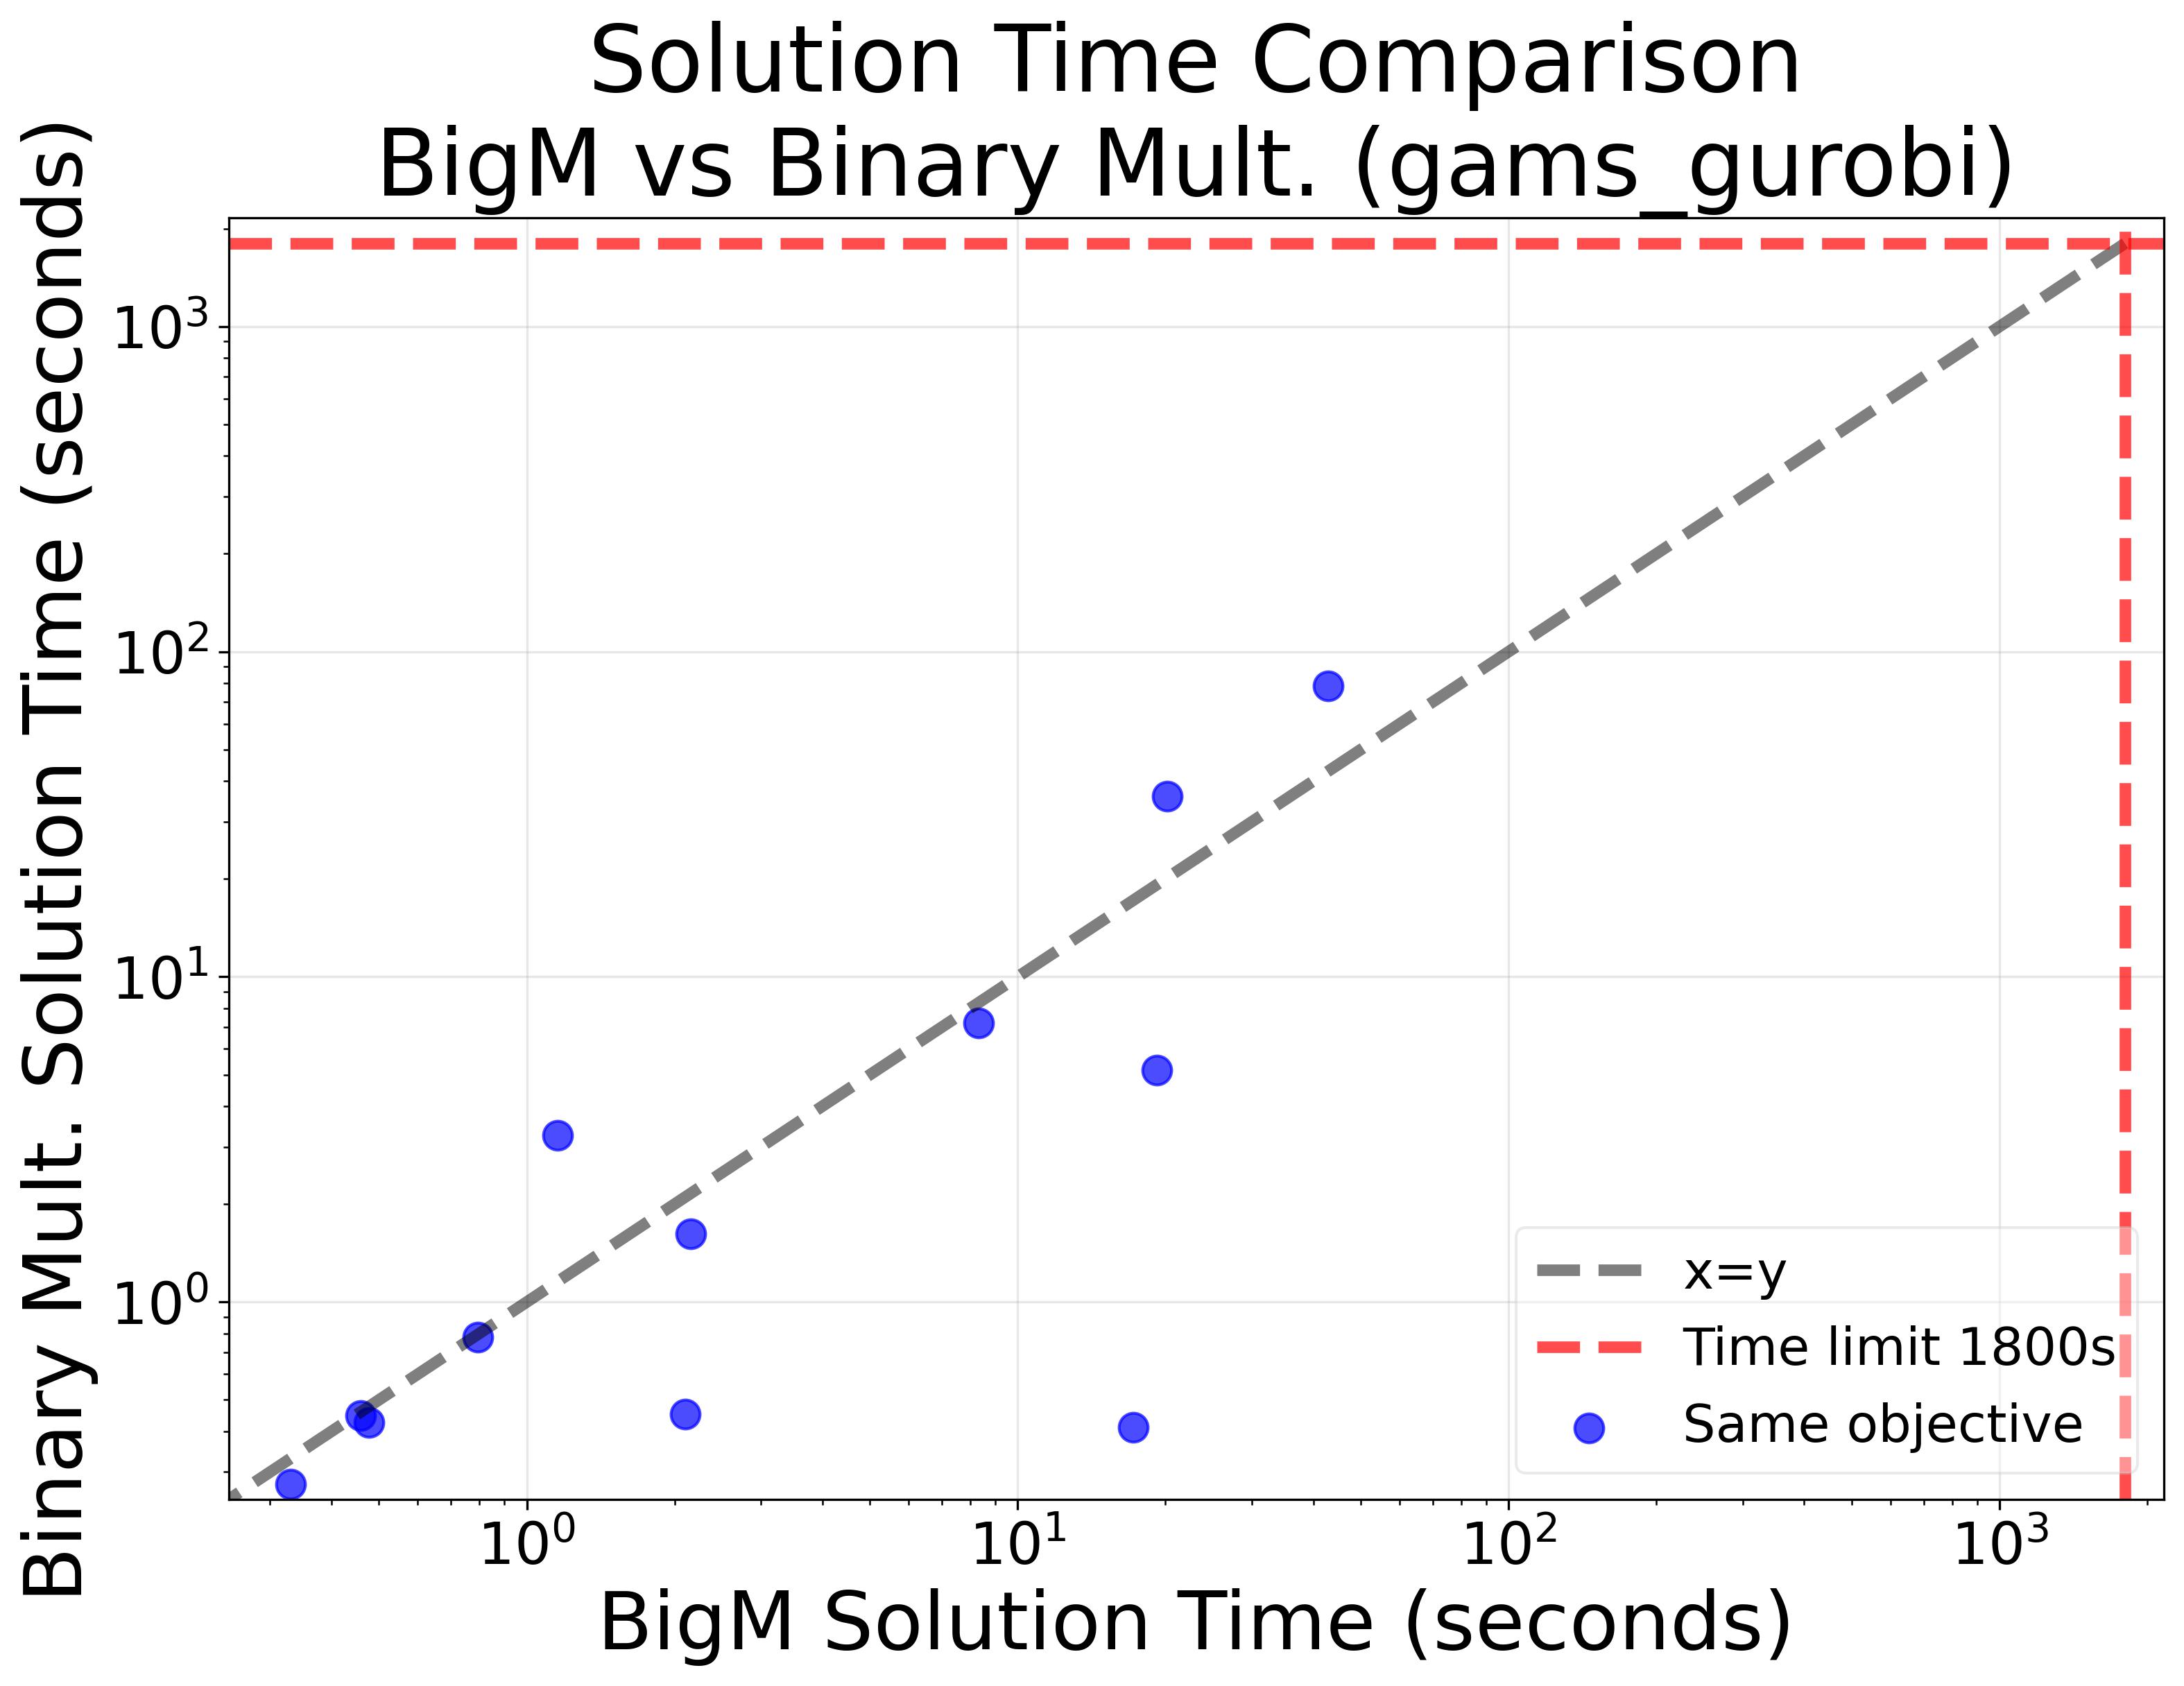 Solution Time Comparison
BigM vs Binary Mult. (gams_gurobi)
Binary Mult. Solution Time (seconds)
10³
10²
10¹
10⁰
x=y
Time limit 1800s
Same objective
10⁰ 10¹ 10² 10³
BigM Solution Time (seconds)